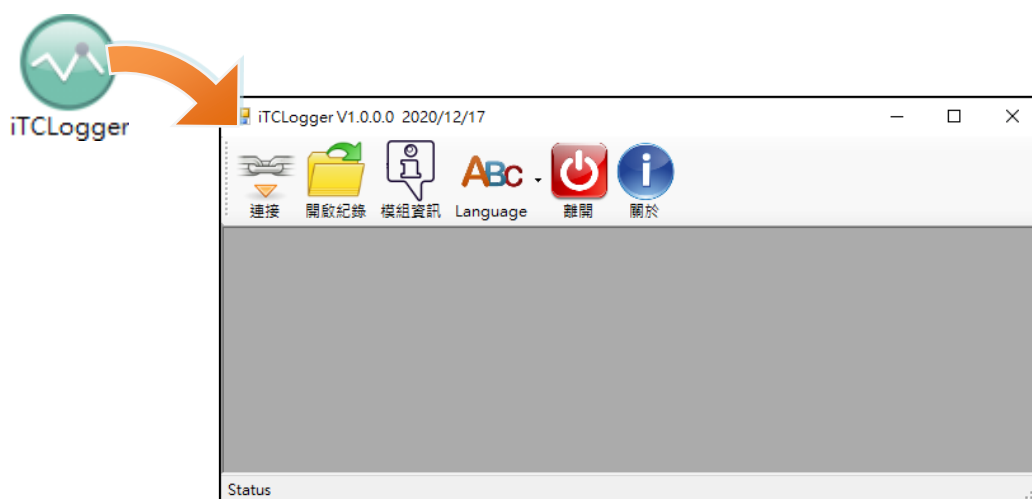 iTCLogger
iTCLogger V1.0.0.0 2020/12/17
ABC
連接 開啟紀錄 模組資訊 Language 離開 關於
Status